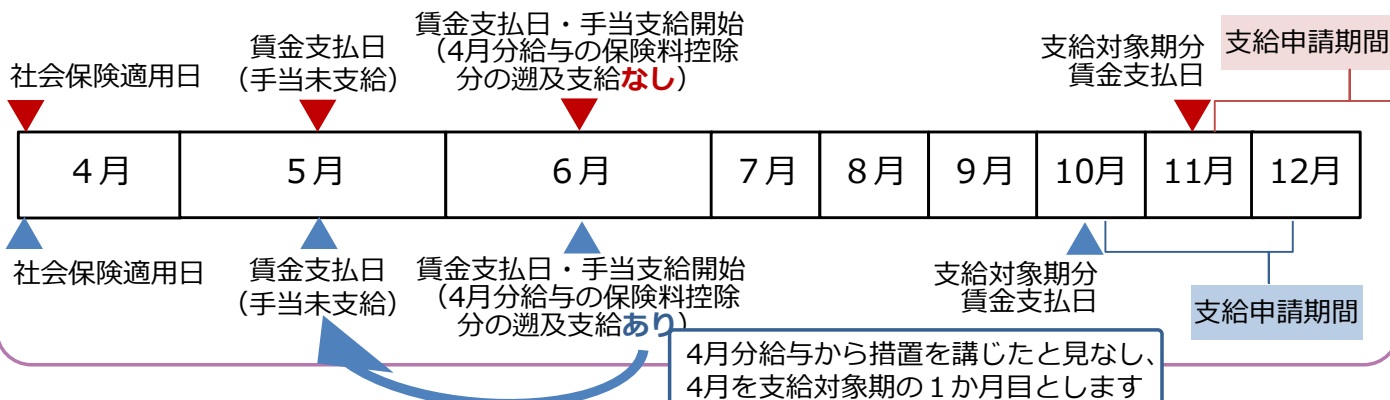 社会保険適用日
賃金支払日
（手当未支給）
賃金支払日・手当支給開始
（4月分給与の保険料控除
分の遡及支給なし）
支給対象期分
賃金支払日
支給申請期間
4月
5月
6月
7月
8月
9月
10月
11月
12月
社会保険適用日
賃金支払日
（手当未支給）
賃金支払日・手当支給開始
（4月分給与の保険料控除
分の遡及支給あり）
支給対象期分
賃金支払日
支給申請期間
4月分給与から措置を講じたと見なし、
4月を支給対象期の１か月目とします